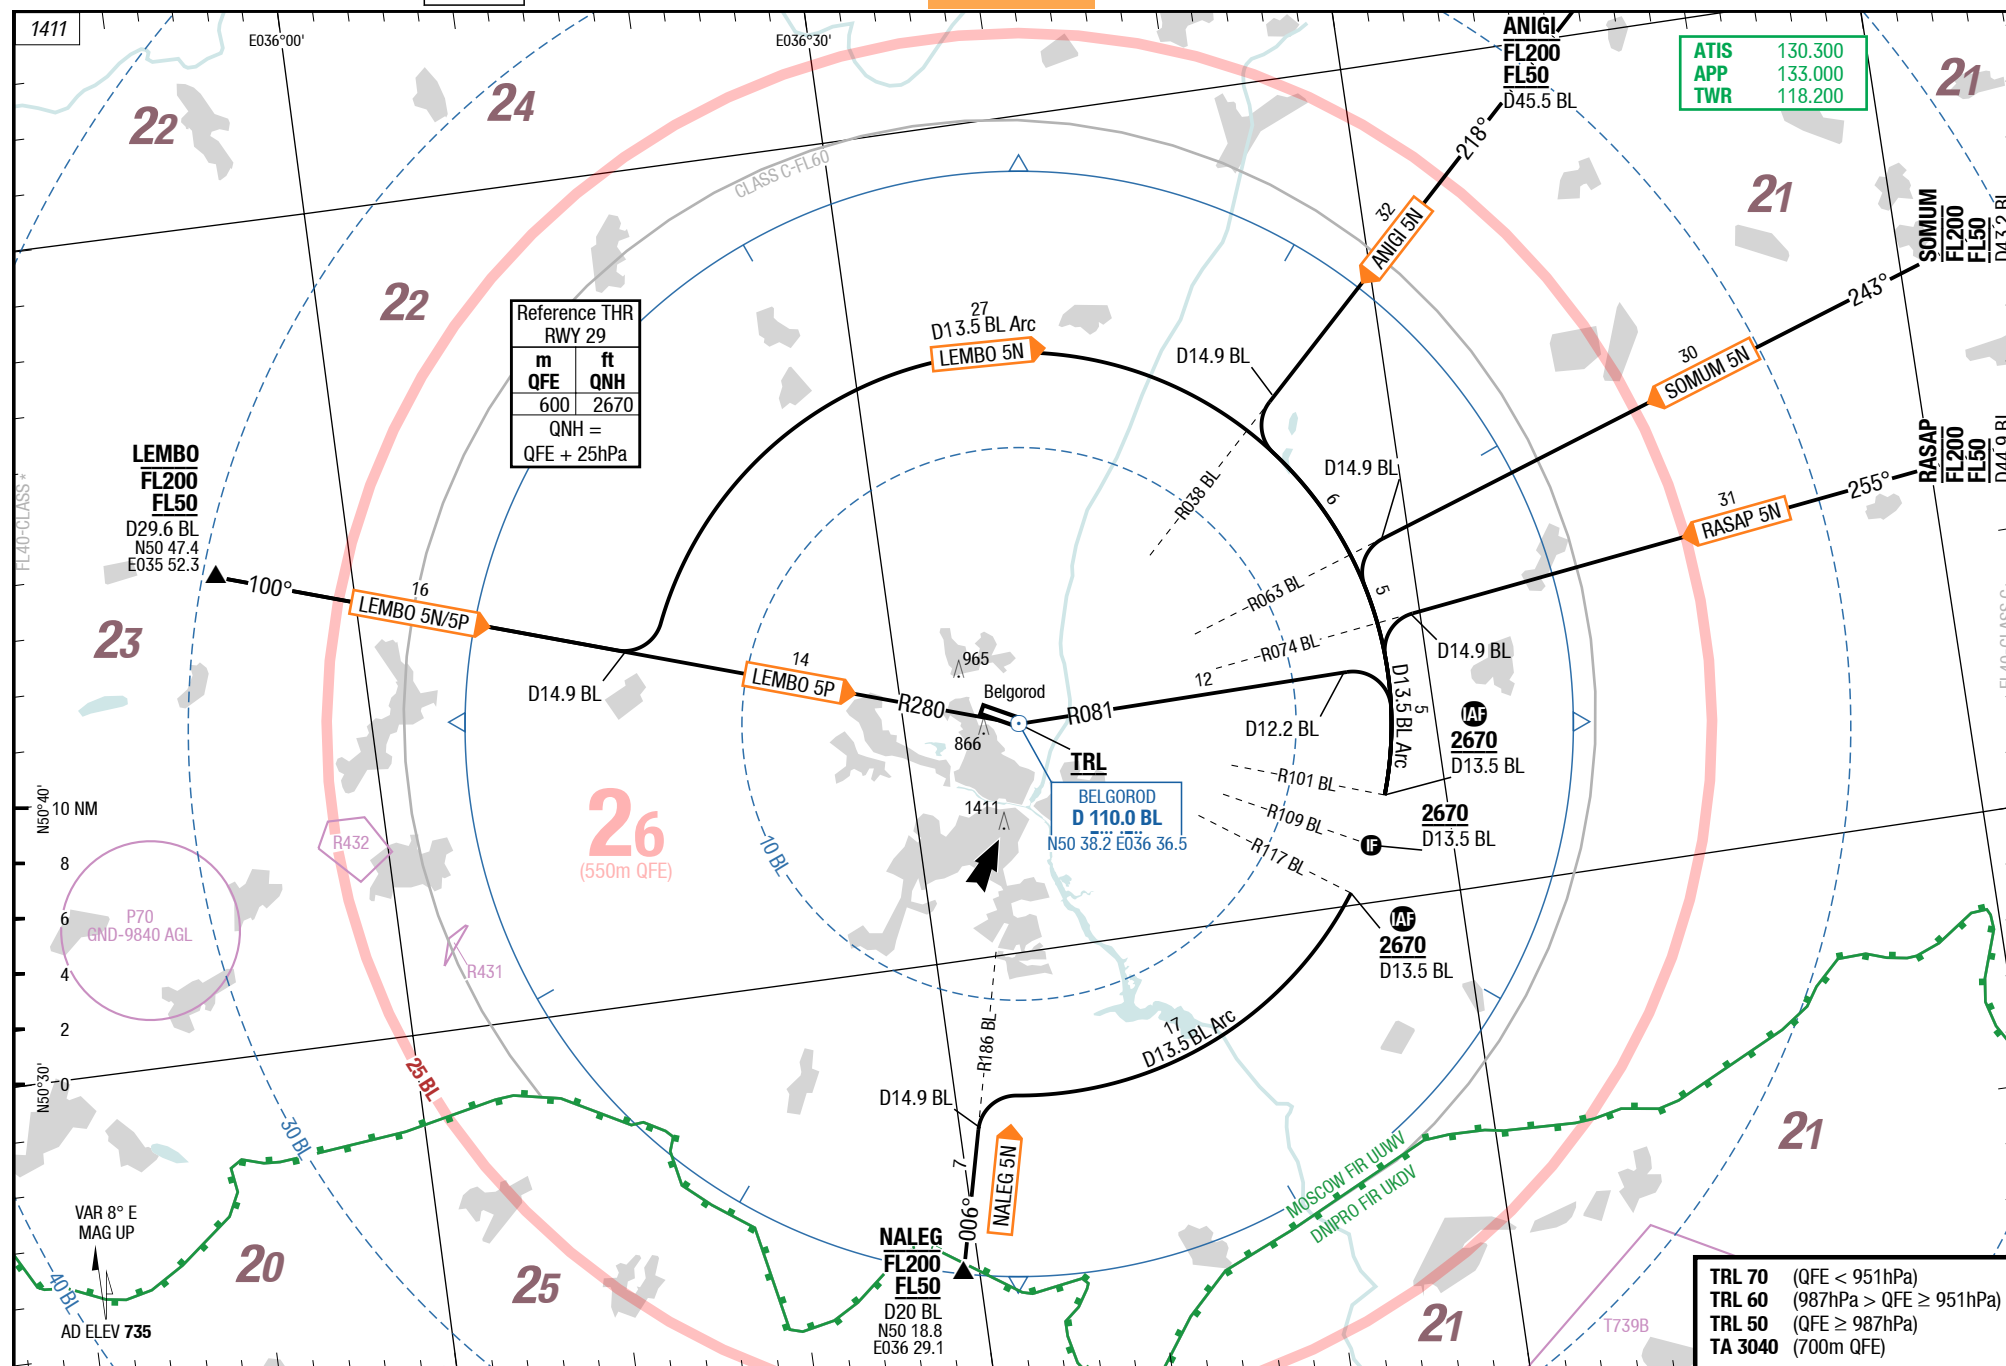 1411
E036°00'
E036°30'
ANIGI
FL200
FL50
D45.5 BL
ATIS 130.300
APP 133.000
TWR 118.200
21
22
24
CLASS C-FL60
218°
21
SOMUM
FL200
FL50
D43.2 BL
32
ANIGI 5N
243°
22
Reference THR
RWY 29
m ft
QFE QNH
600 2670
QNH =
QFE + 25hPa
27
D13.5 BL Arc
LEMBO 5N
D14.9 BL
30
SOMUM 5N
RASAP
FL200
FL50
D44.9 BL
LEMBO
FL200
FL50
D29.6 BL
N50 47.4
E035 52.3
FL40-CLASS *
D14.9 BL
R038 BL
6
255°
31
RASAP 5N
100°
16
LEMBO 5N/5P
R063 BL
5
23
14
LEMBO 5P
D14.9 BL
965
Belgorod
R280
866
R081
12
R074 BL
D14.9 BL
D12.2 BL
D13.5 BL Arc
5
IAF
2670
D13.5 BL
TRL
BELGOROD
D 110.0 BL
N50 38.2 E036 36.5
1411
R101 BL
R109 BL
R117 BL
2670
D13.5 BL
IF
N50°40'
10 NM
8
6
4
2
0
N50°30'
R432
26
(550m QFE)
10 BL
P70
GND-9840 AGL
R431
IAF
2670
D13.5 BL
R186 BL
17
D13.5 BL Arc
25 BL
30 BL
D14.9 BL
7
NALEG 5N
006°
MOSCOW FIR UUWV
DNIPRO FIR UKDV
21
VAR 8° E
MAG UP
20
40 BL
AD ELEV 735
25
NALEG
FL200
FL50
D20 BL
N50 18.8
E036 29.1
21
T739B
TRL 70 (QFE < 951hPa)
TRL 60 (987hPa > QFE ≥ 951hPa)
TRL 50 (QFE ≥ 987hPa)
TA 3040 (700m QFE)